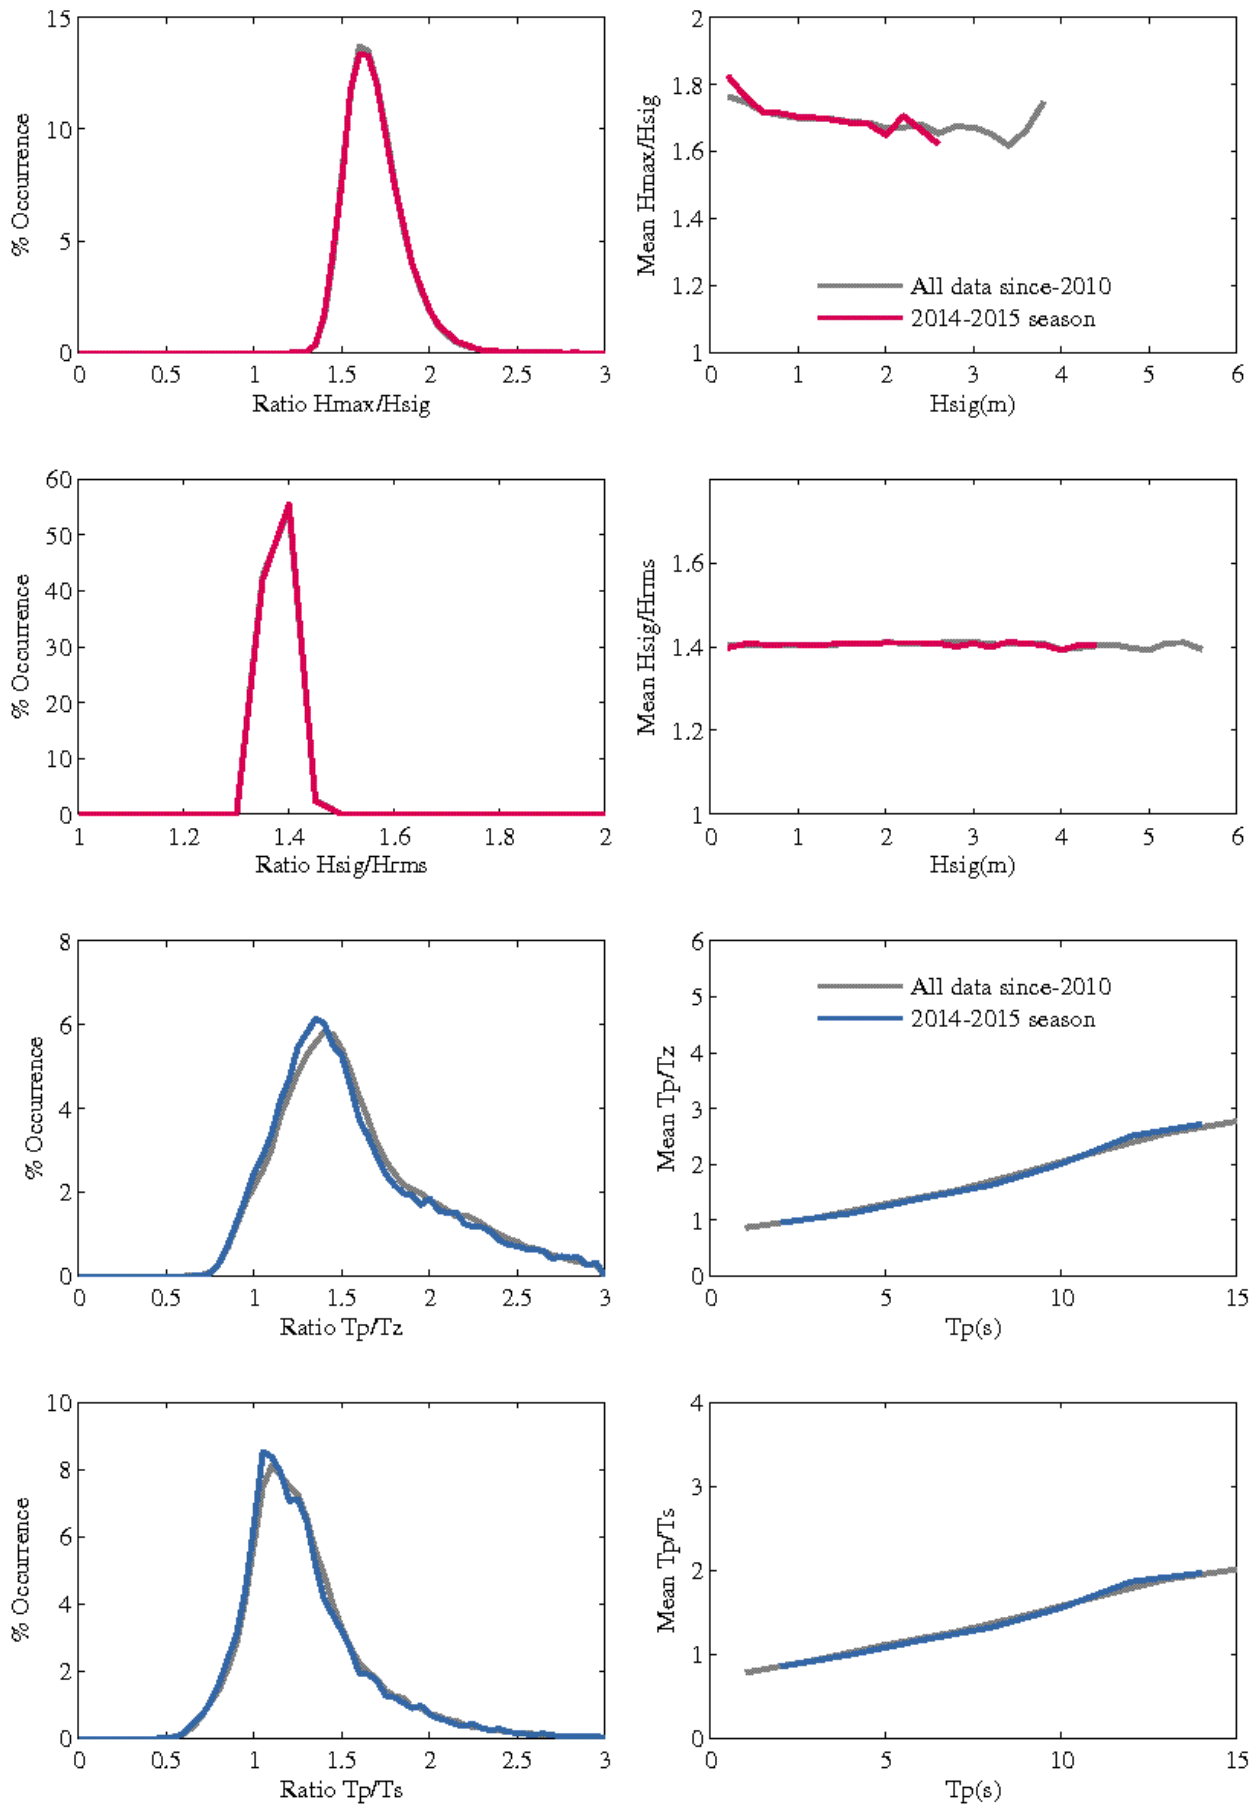 15
10
5
0
0 0.5 1 1.5 2 2.5 3
% Occurrence
Ratio Hmax/Hsig
2
1.8
1.6
1.4
1.2
1
0 1 2 3 4 5 6
Mean Hmax/Hsig
All data since-2010
2014-2015 season
Hsig(m)
60
50
40
30
20
10
0
1 1.2 1.4 1.6 1.8 2
% Occurrence
Ratio Hsig/Hrms
1.6
1.4
1.2
1
0 1 2 3 4 5 6
Mean Hsig/Hrms
Hsig(m)
8
6
4
2
0
0 0.5 1 1.5 2 2.5 3
% Occurrence
Ratio Tp/Tz
6
5
4
3
2
1
0
0 5 10 15
Mean Tp/Tz
All data since-2010
2014-2015 season
Tp(s)
10
8
6
4
2
0
0 0.5 1 1.5 2 2.5 3
% Occurrence
Ratio Tp/Ts
4
3
2
1
0
0 5 10 15
Mean Tp/Ts
Tp(s)